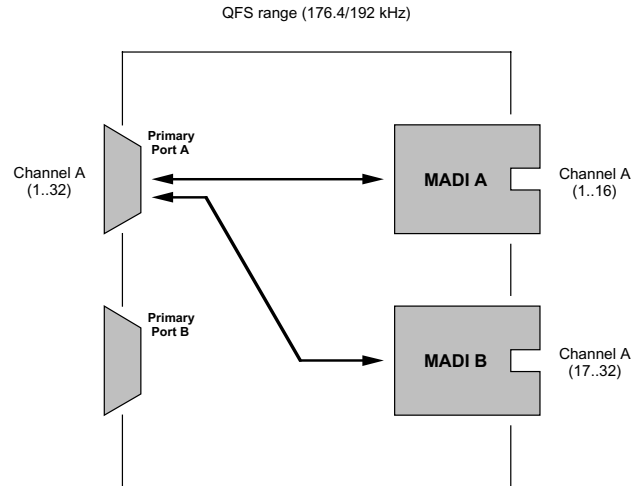 QFS range (176.4/192 kHz)
Primary
Port A
Channel A
(1..32)
MADI A
Channel A
(1..16)
Primary
Port B
MADI B
Channel A
(17..32)